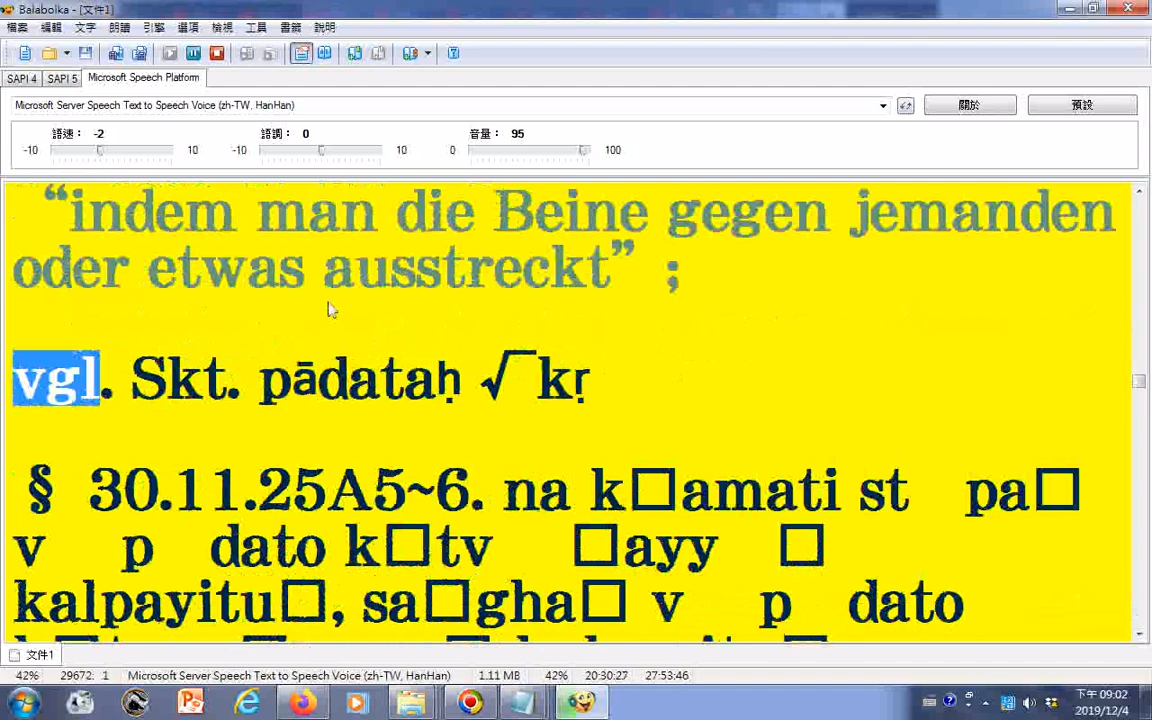 Balabolka - [文件1]
檔案 編輯 文字 朗讀 引擎 選項 檢視 工具 書籤 說明
SAPI 4 SAPI 5 Microsoft Speech Platform
Microsoft Server Speech Text to Speech Voice (zh-TW, HanHan) 關於 預設
語速： -2 語調： 0 音量： 95
-10 10 -10 10 0 100
“indem man die Beine gegen jemanden
oder etwas ausstreckt” ;
vgl. Skt. pādataḥ √kṛ
§ 30.11.25A5~6. na k□amati st pa□
v p dato k□tv □ayy □
kalpayitu□, sa□gha□ v p dato
文件1
42% 29672: 1 Microsoft Server Speech Text to Speech Voice (zh-TW, HanHan) 1.11 MB 42% 20:30:27 27:53:46
下午 09:02
2019/12/4